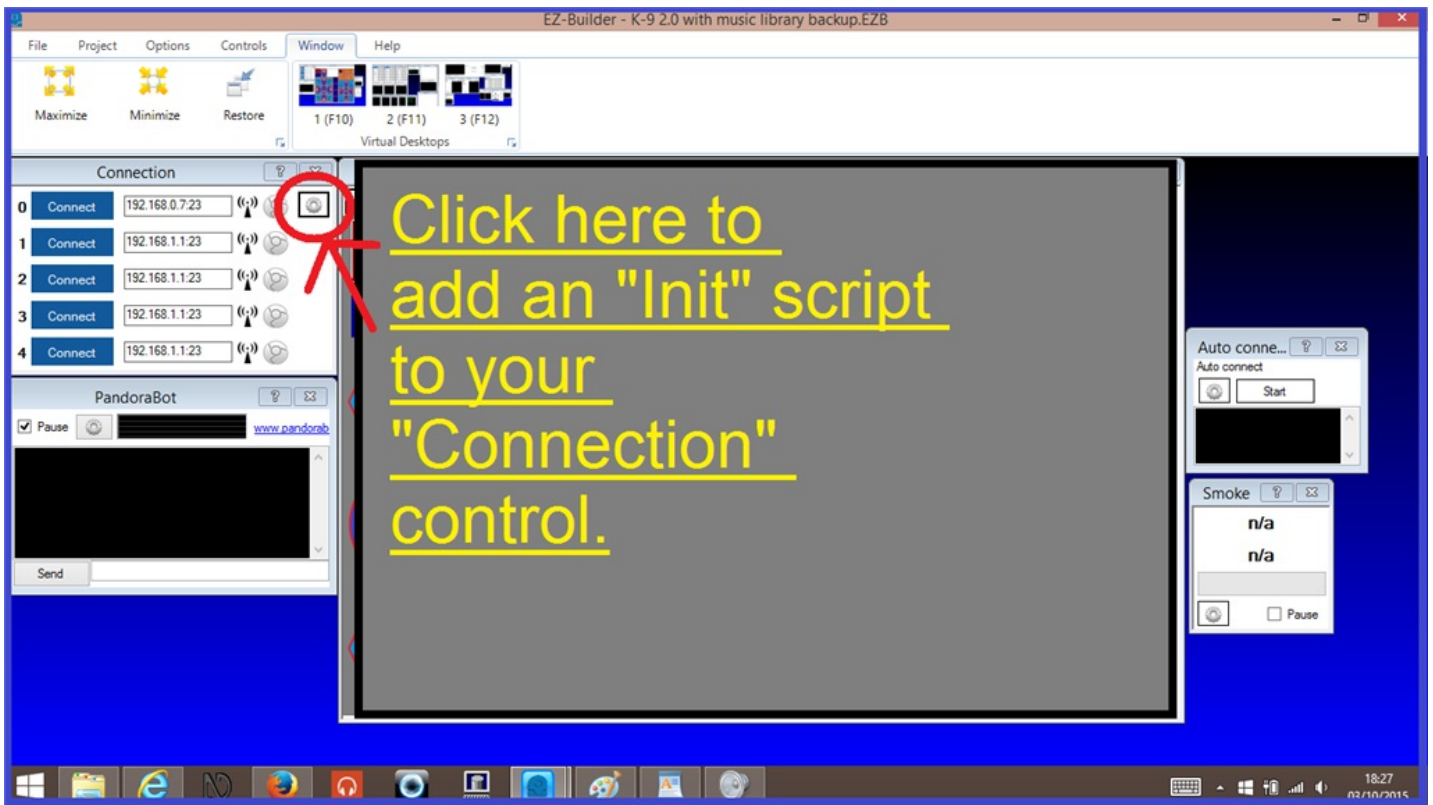 EZ-Builder - K-9 2.0 with music library backup.EZB
File Project Options Controls Window Help
Maximize Minimize Restore 1 (F10) 2 (F11) 3 (F12)
Virtual Desktops
Connection
0 Connect 192.168.0.7:23
1 Connect 192.168.1.1:23
2 Connect 192.168.1.1:23
3 Connect 192.168.1.1:23
4 Connect 192.168.1.1:23
PandoraBot
Pause www.pandorab
Send
Click here to
add an "Init" script
to your
"Connection"
control.
Auto conne...
Auto connect
Start
Smoke
n/a
n/a
Pause
18:27
03/10/2015